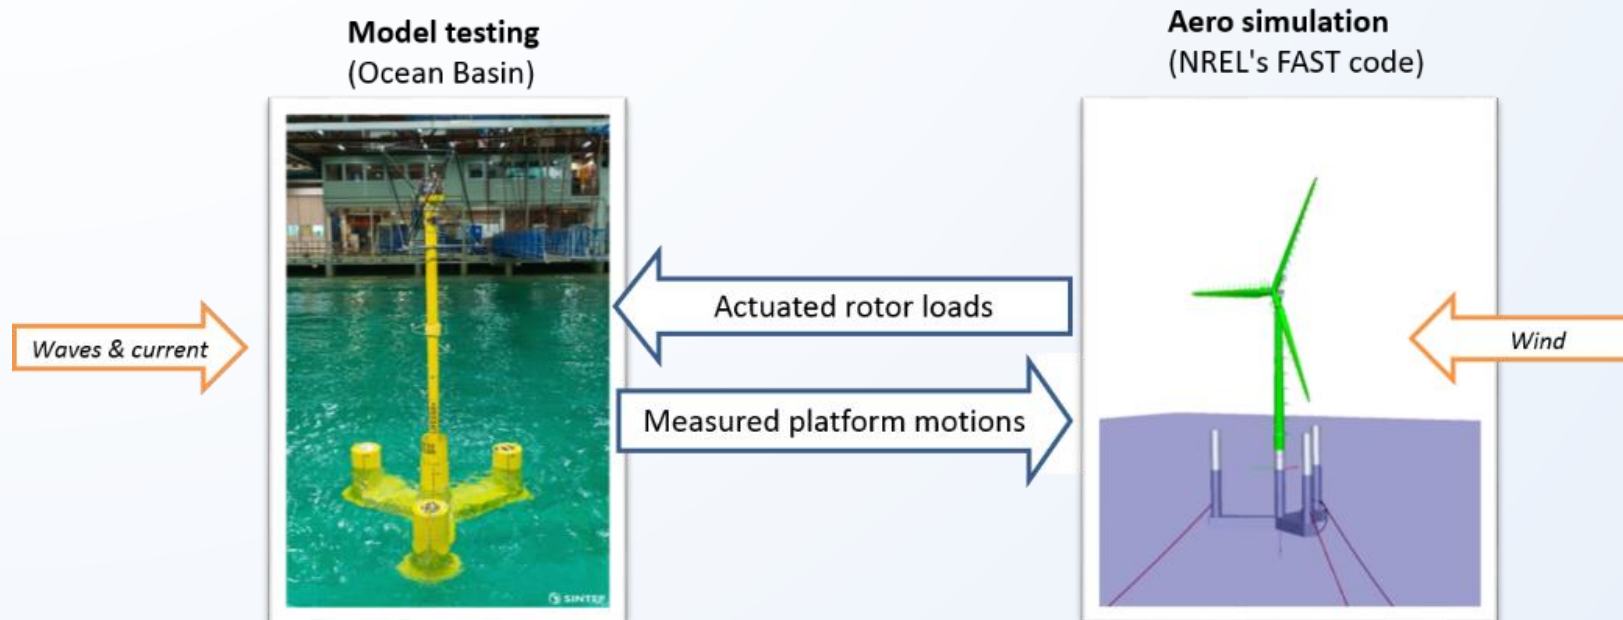 Model testing
(Ocean Basin)
Aero simulation
(NREL's FAST code)
Waves & current
Actuated rotor loads
Measured platform motions
Wind
SINTEF